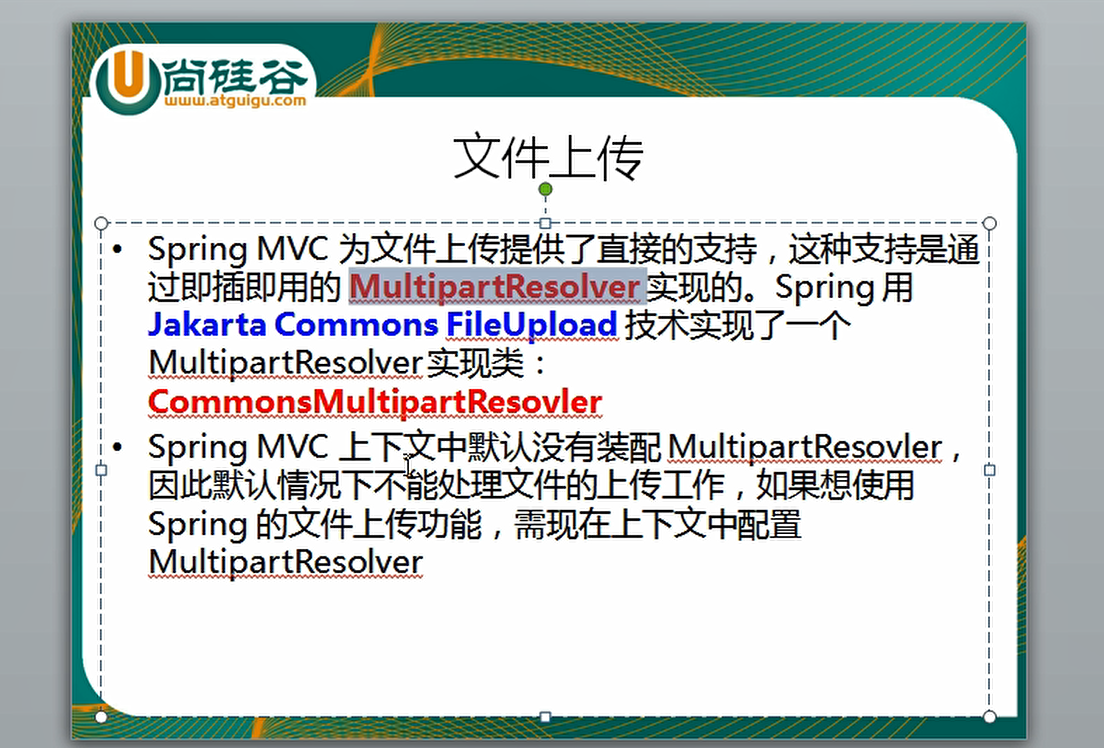 尚硅谷
www.atguigu.com
文件上传
• Spring MVC 为文件上传提供了直接的支持，这种支持是通
过即插即用的 MultipartResolver 实现的。Spring 用
Jakarta Commons FileUpload 技术实现了一个
MultipartResolver 实现类：
CommonsMultipartResovler
• Spring MVC 上下文中默认没有装配 MultipartResovler，
因此默认情况下不能处理文件的上传工作，如果想使用
Spring 的文件上传功能，需现在上下文中配置
MultipartResolver